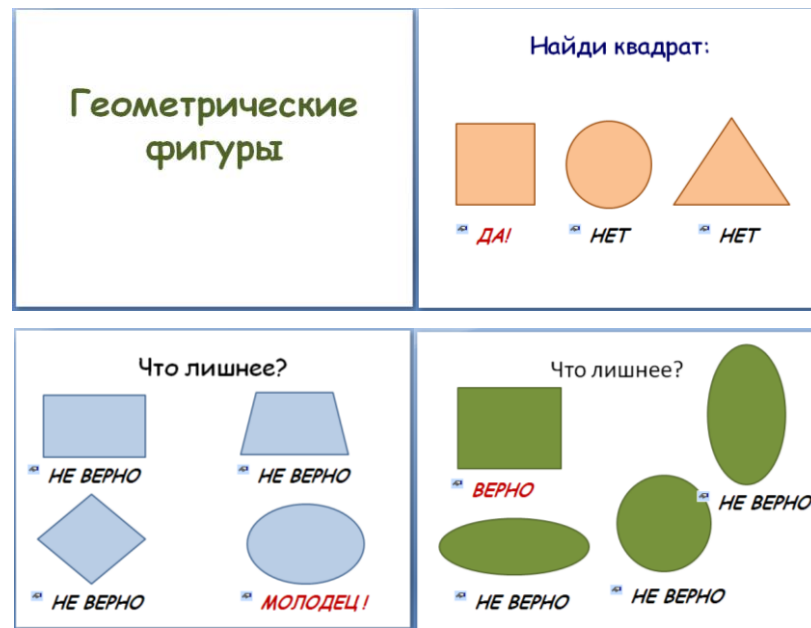 Геометрические
фигуры
Найди квадрат:
ДА!
НЕТ
НЕТ
Что лишнее?
НЕ ВЕРНО
НЕ ВЕРНО
НЕ ВЕРНО
МОЛОДЕЦ!
Что лишнее?
ВЕРНО
НЕ ВЕРНО
НЕ ВЕРНО
НЕ ВЕРНО